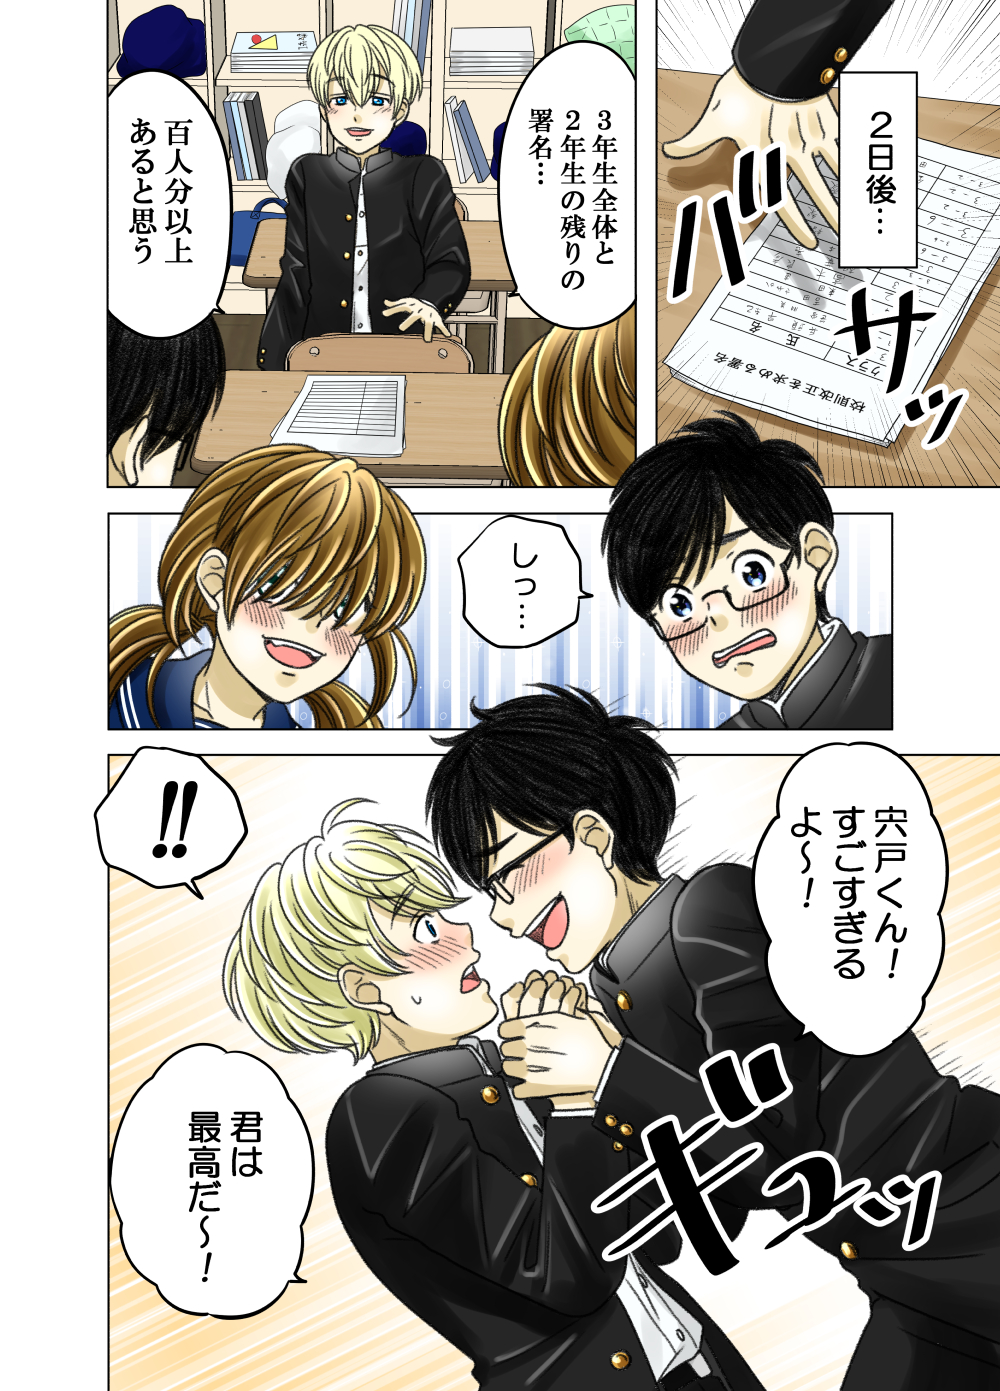 2日後…
バサッ
校則改正を求める署名
クラス
氏
名
3年生全体と
2年生の残りの
署名…
百人分以上
あると思う
しっ…
宍戸くん!
すごすぎる
よ〜!
!!
ギュッ
君は
最高だ〜!